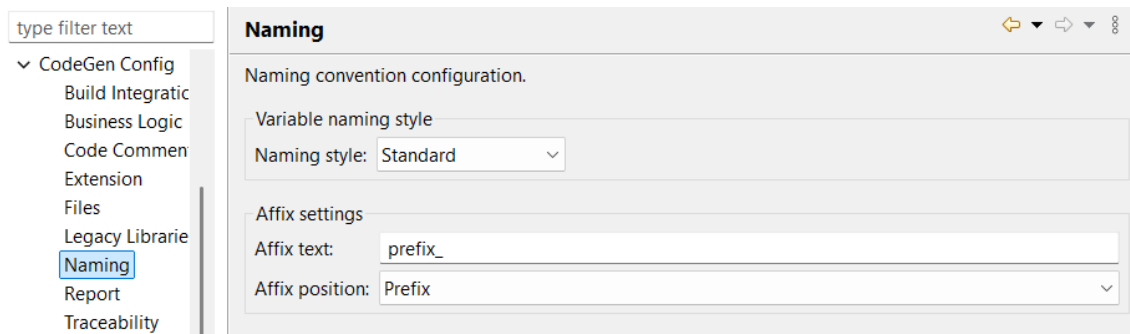 type filter text
CodeGen Config
Build Integratic
Business Logic
Code Commen
Extension
Files
Legacy Librarie
Naming
Report
Traceability
Naming
Naming convention configuration.
Variable naming style
Naming style: Standard
Affix settings
Affix text: prefix_
Affix position: Prefix